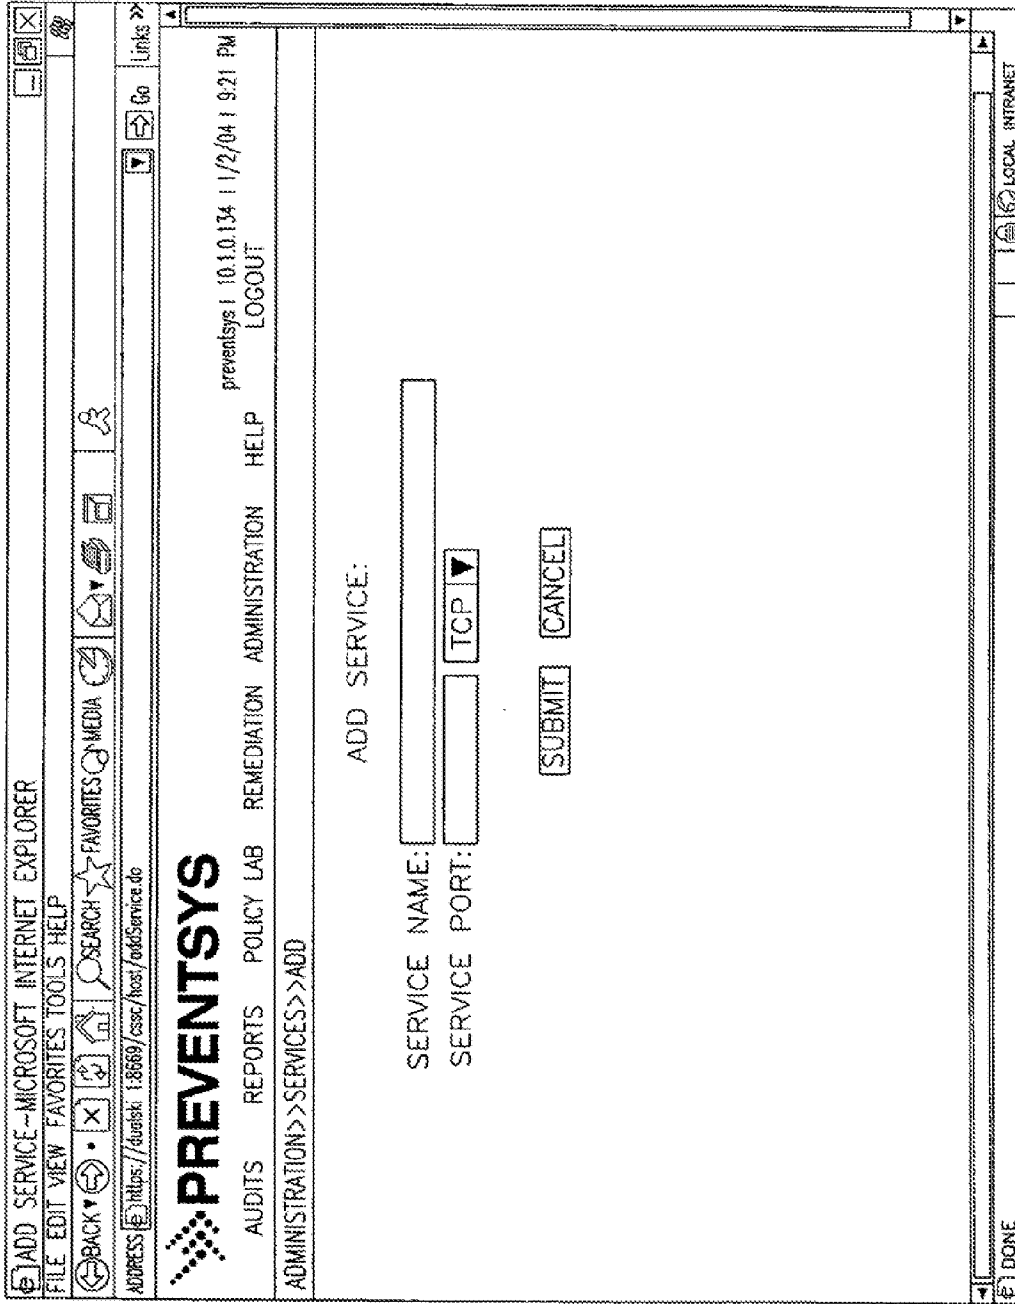 ADD SERVICE-MICROSOFT INTERNET EXPLORER
FILE EDIT VIEW FAVORITES TOOLS HELP
BACK SEARCH FAVORITES MEDIA
ADDRESS https://dualski 1:8669/cssc/host/addService.do Go Links »
PREVENTSYS
preventsys | 10.1.0.134 | 1/2/04 | 9:21 PM
AUDITS REPORTS POLICY LAB REMEDIATION ADMINISTRATION HELP LOGOUT
ADMINISTRATION>>SERVICES>>ADD
ADD SERVICE:
SERVICE NAME:
SERVICE PORT: TCP
SUBMIT CANCEL
DONE LOCAL INTRANET